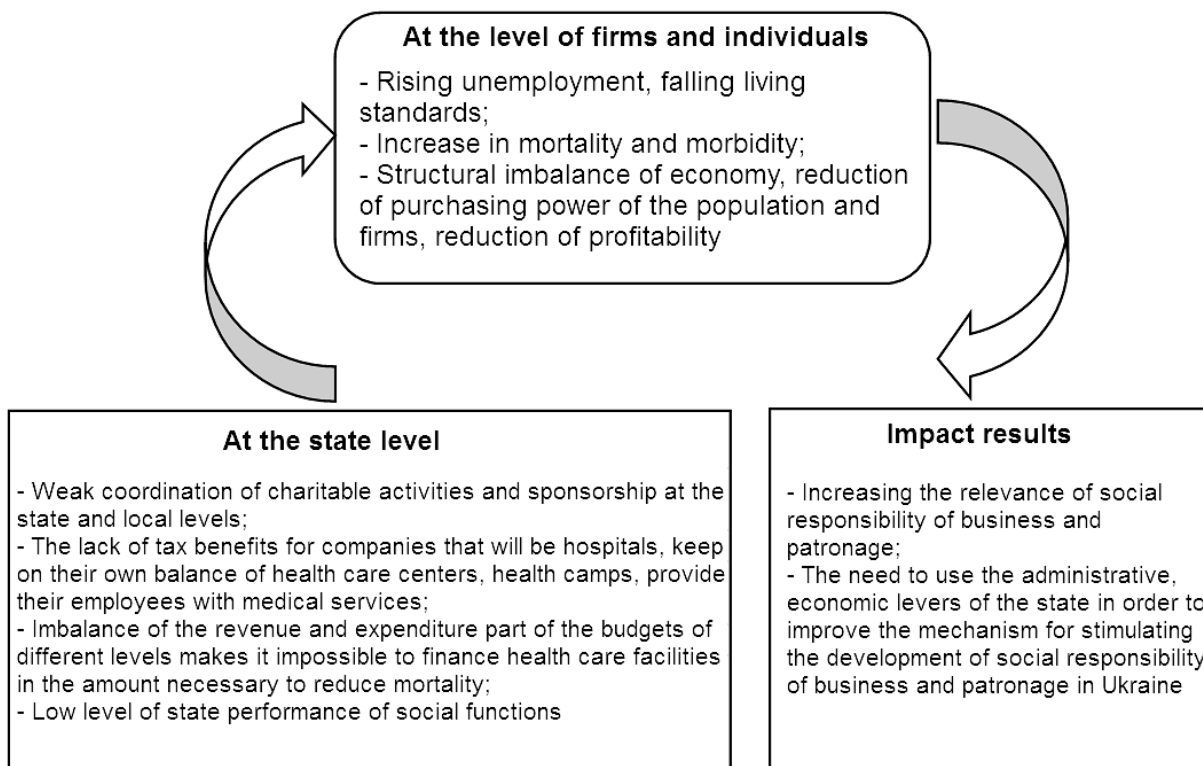 At the level of firms and individuals
- Rising unemployment, falling living
standards;
- Increase in mortality and morbidity;
- Structural imbalance of economy, reduction
of purchasing power of the population and
firms, reduction of profitability
At the state level
- Weak coordination of charitable activities and sponsorship at the
state and local levels;
- The lack of tax benefits for companies that will be hospitals, keep
on their own balance of health care centers, health camps, provide
their employees with medical services;
- Imbalance of the revenue and expenditure part of the budgets of
different levels makes it impossible to finance health care facilities
in the amount necessary to reduce mortality;
- Low level of state performance of social functions
Impact results
- Increasing the relevance of social
responsibility of business and
patronage;
- The need to use the administrative,
economic levers of the state in order to
improve the mechanism for stimulating
the development of social responsibility
of business and patronage in Ukraine